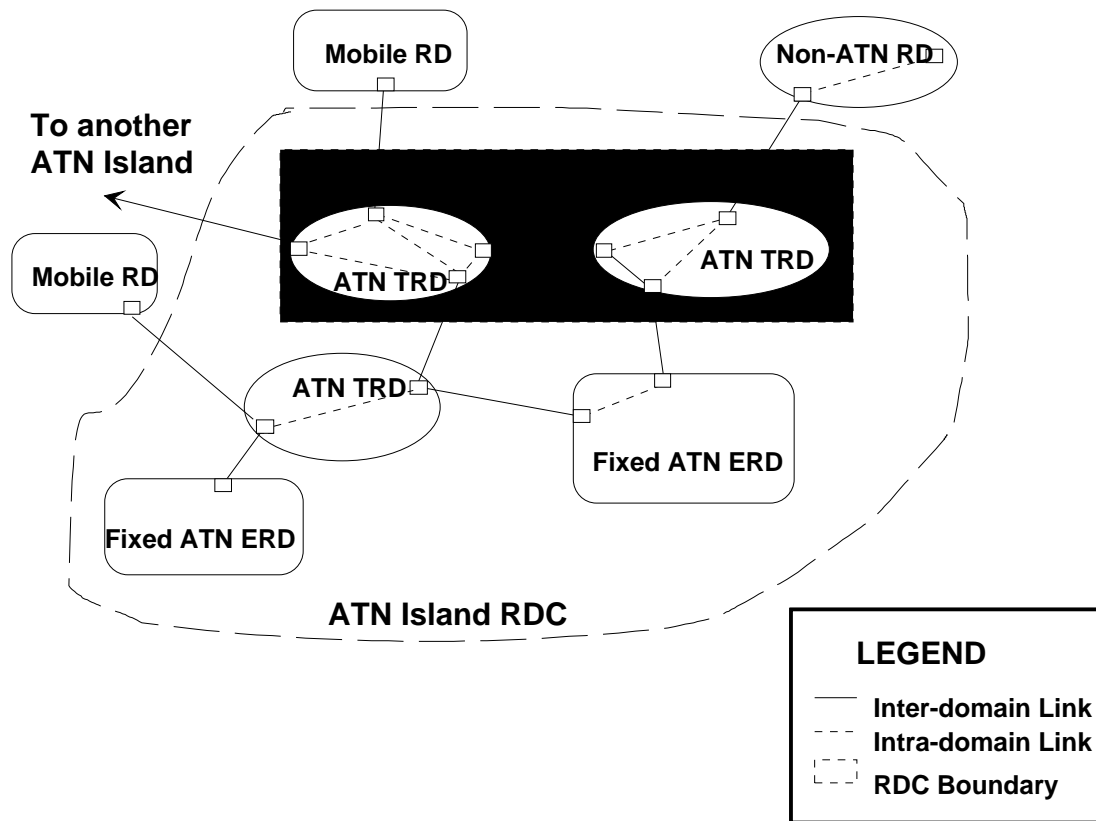 Mobile RD
Non-ATN RD
To another
ATN Island
Mobile RD
ATN TRD
ATN TRD
ATN TRD
Fixed ATN ERD
Fixed ATN ERD
ATN Island RDC
LEGEND
Inter-domain Link
Intra-domain Link
RDC Boundary